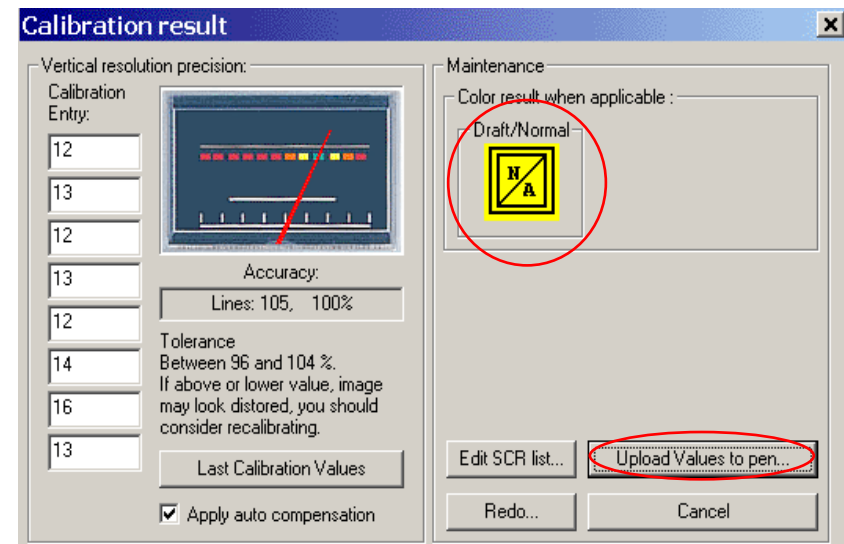 Calibration result
Vertical resolution precision:
Calibration
Entry:
12
13
12
13
12
14
16
13
Accuracy:
Lines: 105, 100%
Tolerance
Between 96 and 104 %.
If above or lower value, image
may look distored, you should
consider recalibrating.
Last Calibration Values
Apply auto compensation
Maintenance
Color result when applicable :
Draft/Normal
N/A
Edit SCR list...
Upload Values to pen...
Redo...
Cancel